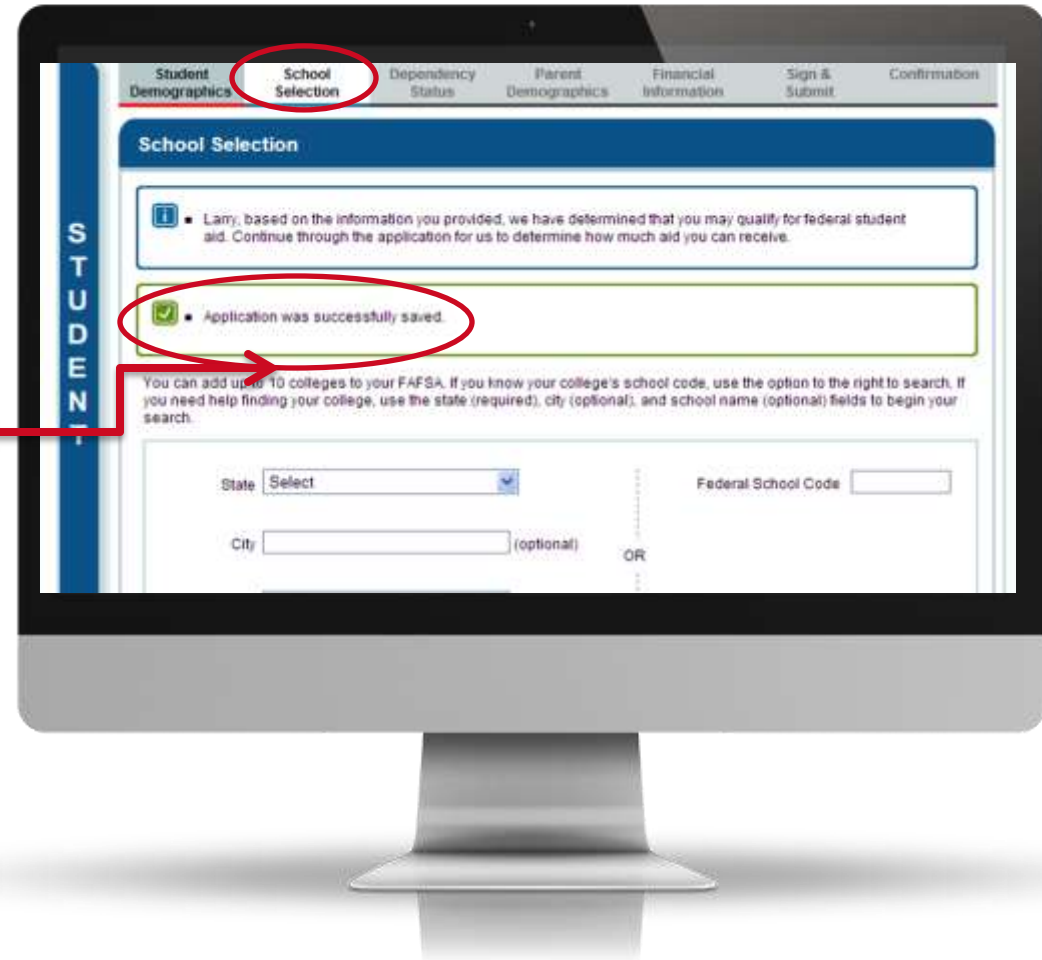 Student Demographics
School Selection
Dependency Status
Parent Demographics
Financial Information
Sign & Submit
Confirmation
STUDENT
School Selection
Larry, based on the information you provided, we have determined that you may qualify for federal student
aid. Continue through the application for us to determine how much aid you can receive.
Application was successfully saved.
You can add up to 10 colleges to your FAFSA. If you know your college's school code, use the option to the right to search. If
you need help finding your college, use the state (required), city (optional), and school name (optional) fields to begin your
search.
State Select
Federal School Code
City (optional)
OR